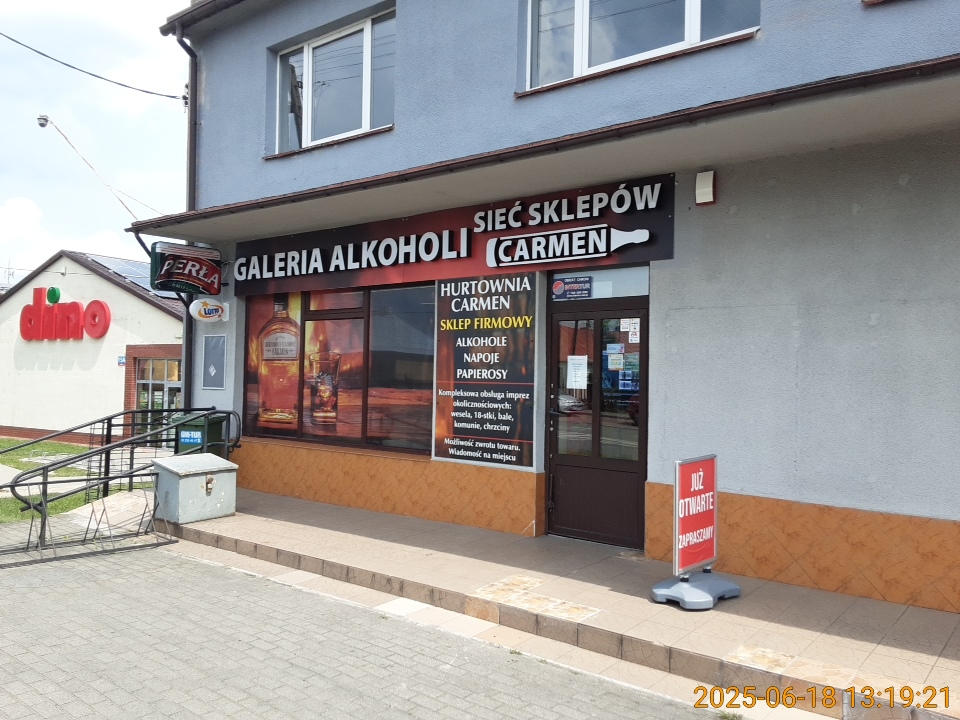 SIEĆ SKLEPÓW
GALERIA ALKOHOLI
CARMEN
PERŁA
LOTTO
dino
HURTOWNIA
CARMEN
SKLEP FIRMOWY
ALKOHOLE
NAPOJE
PAPIEROSY
Kompleksowa obsługa imprez
okolicznościowych:
wesela, 18-stki, bale,
komunie, chrzciny
Możliwość zwrotu towaru.
Wiadomość na miejscu
INTERTUR
JUŻ
OTWARTE
ZAPRASZAMY
2025-06-18 13:19:21